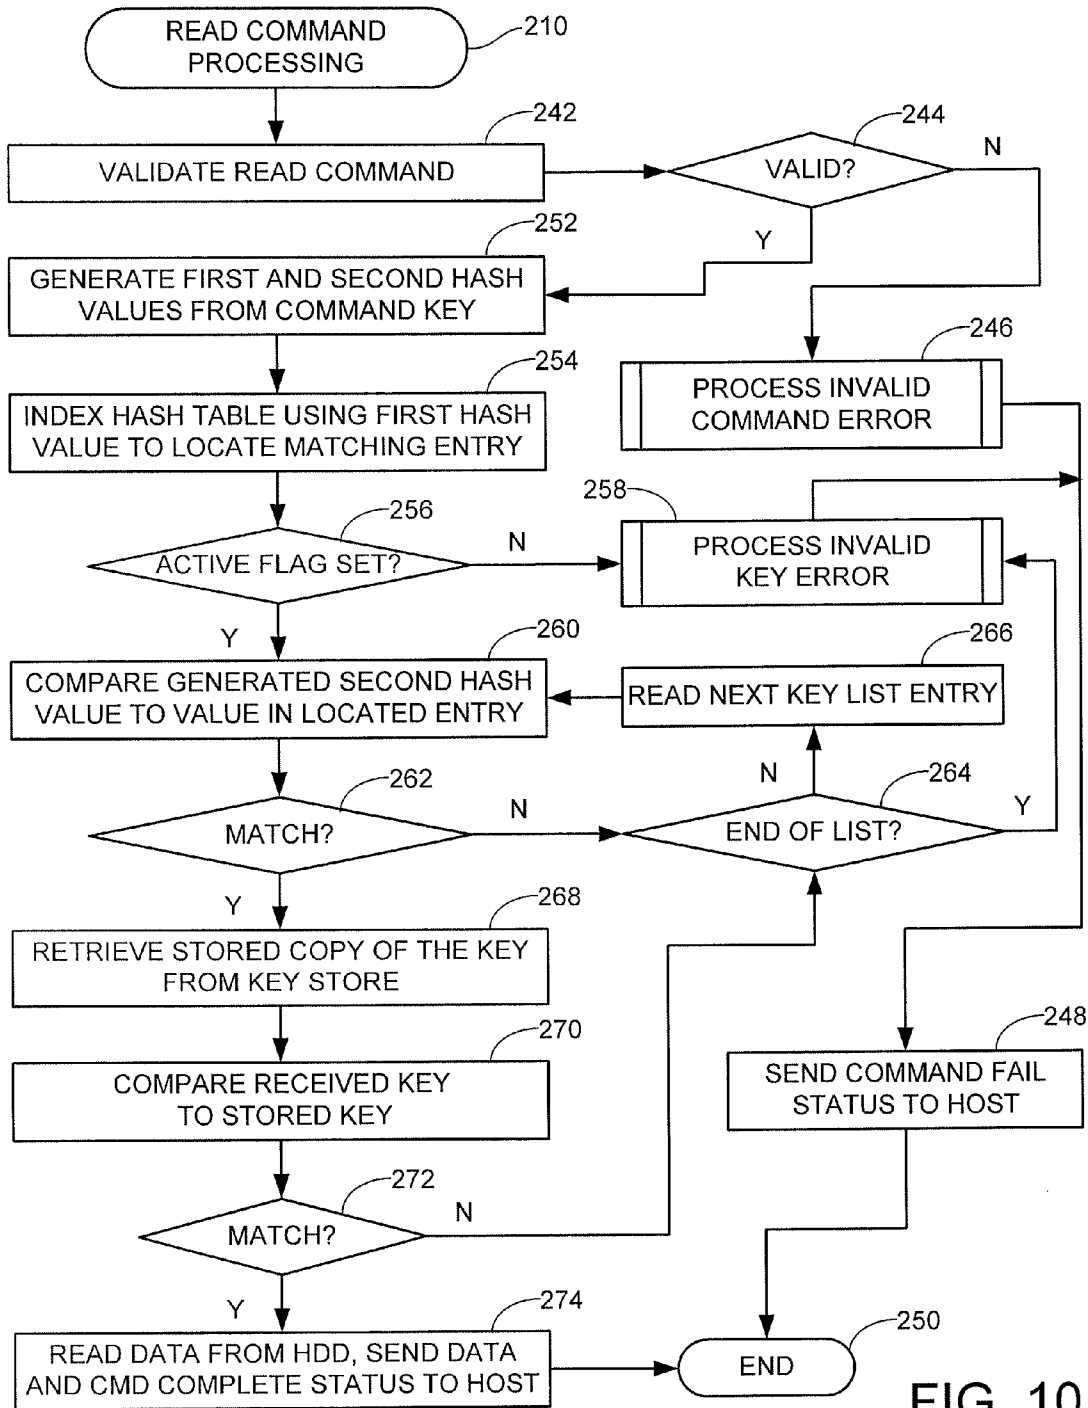 READ COMMAND
PROCESSING
210
242
VALIDATE READ COMMAND
244
VALID?
N
Y
252
GENERATE FIRST AND SECOND HASH
VALUES FROM COMMAND KEY
246
PROCESS INVALID
COMMAND ERROR
254
INDEX HASH TABLE USING FIRST HASH
VALUE TO LOCATE MATCHING ENTRY
256
ACTIVE FLAG SET?
N
Y
258
PROCESS INVALID
KEY ERROR
260
COMPARE GENERATED SECOND HASH
VALUE TO VALUE IN LOCATED ENTRY
266
READ NEXT KEY LIST ENTRY
262
MATCH?
N
Y
264
END OF LIST?
N
Y
268
RETRIEVE STORED COPY OF THE KEY
FROM KEY STORE
270
COMPARE RECEIVED KEY
TO STORED KEY
248
SEND COMMAND FAIL
STATUS TO HOST
272
MATCH?
N
Y
274
READ DATA FROM HDD, SEND DATA
AND CMD COMPLETE STATUS TO HOST
250
END
FIG. 10